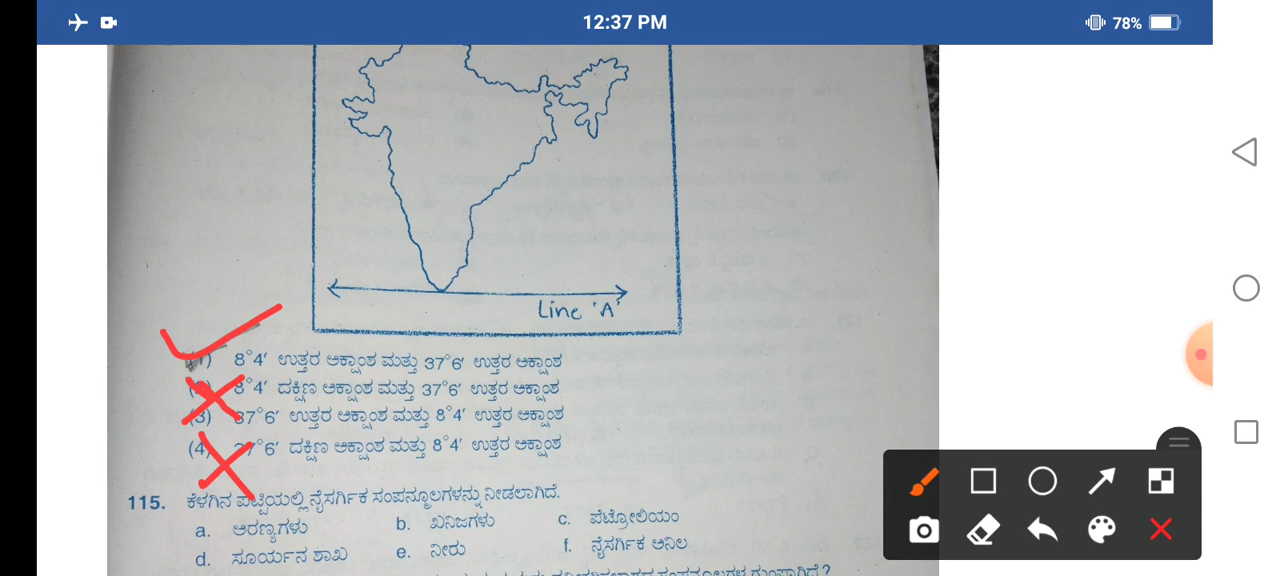 12:37 PM
78%
Line 'A'
(1) 8°4' ಉತ್ತರ ಅಕ್ಷಾಂಶ ಮತ್ತು 37°6' ಉತ್ತರ ಅಕ್ಷಾಂಶ
8°4' ದಕ್ಷಿಣ ಅಕ್ಷಾಂಶ ಮತ್ತು 37°6' ಉತ್ತರ ಅಕ್ಷಾಂಶ
(3) 37°6' ಉತ್ತರ ಅಕ್ಷಾಂಶ ಮತ್ತು 8°4' ಉತ್ತರ ಅಕ್ಷಾಂಶ
(4) 37°6' ದಕ್ಷಿಣ ಅಕ್ಷಾಂಶ ಮತ್ತು 8°4' ಉತ್ತರ ಅಕ್ಷಾಂಶ
115. ಕೆಳಗಿನ ಪಟ್ಟಿಯಲ್ಲಿ ನೈಸರ್ಗಿಕ ಸಂಪನ್ಮೂಲಗಳನ್ನು ನೀಡಲಾಗಿದೆ.
a. ಅರಣ್ಯಗಳು b. ಖನಿಜಗಳು c. ಪೆಟ್ರೋಲಿಯಂ
d. ಸೂರ್ಯನ ಶಾಖ e. ನೀರು f. ನೈಸರ್ಗಿಕ ಅನಿಲ